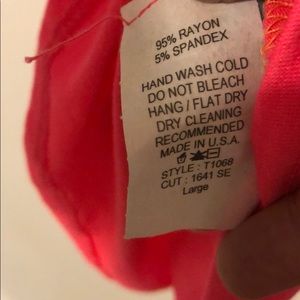 95% RAYON
5% SPANDEX
HAND WASH COLD
DO NOT BLEACH
HANG / FLAT DRY
DRY CLEANING
RECOMMENDED
MADE IN U.S.A.
STYLE : T1068
CUT : 1641 SE
Large